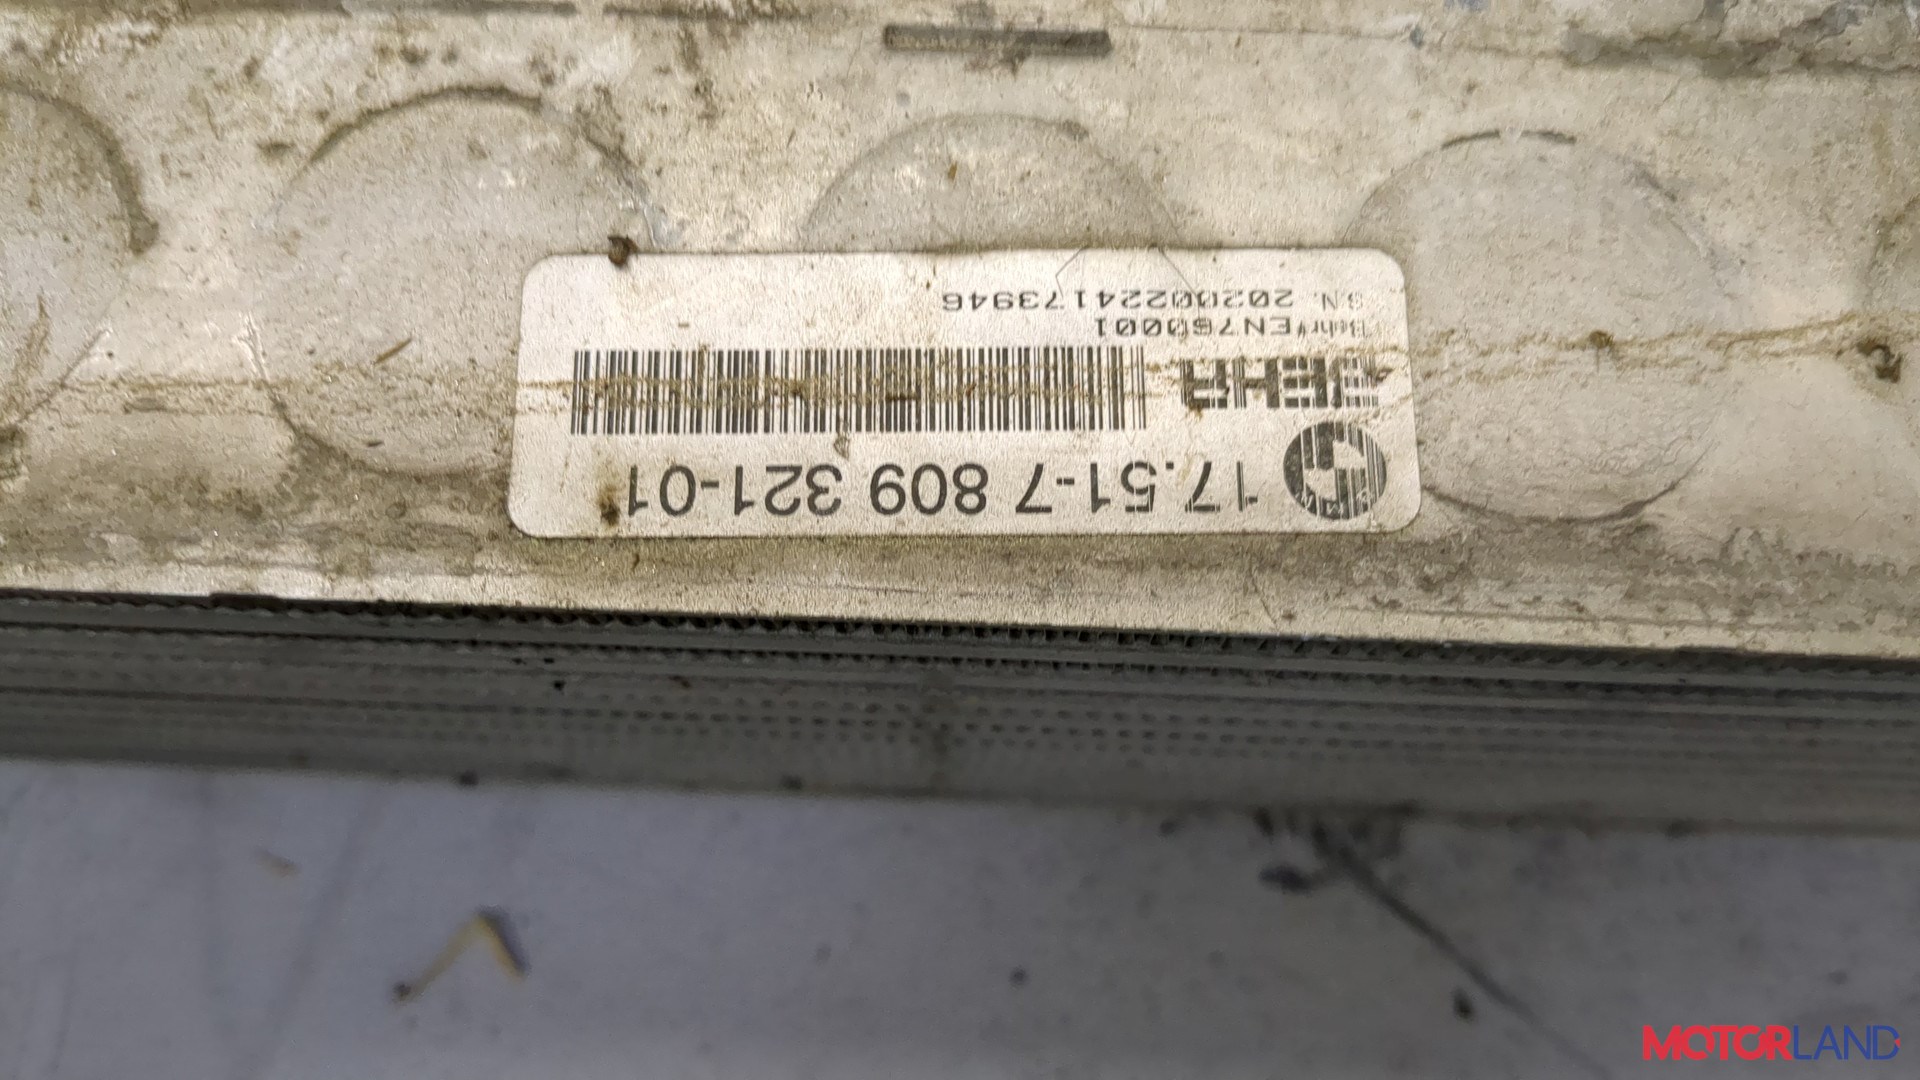 17.51-7 809 321-01
BEHR
Behr EN760001
S.N. 20200224173946
MOTORLAND